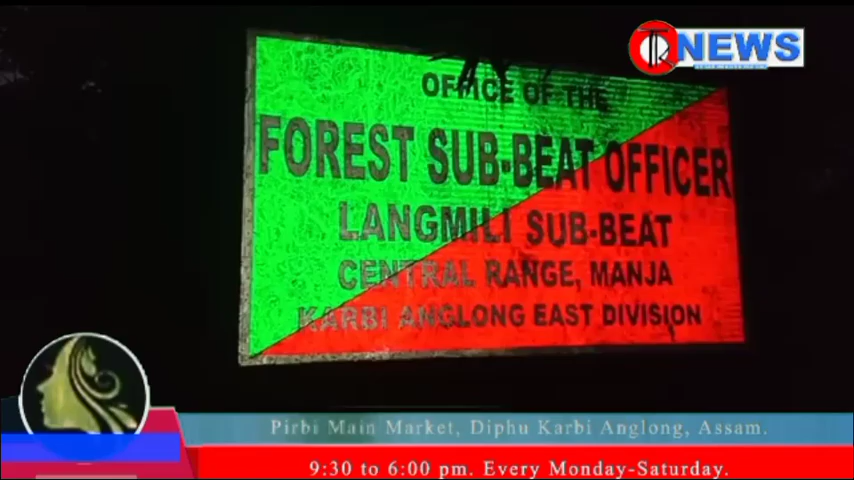 TK NEWS
OFFICE OF THE
FOREST SUB-BEAT OFFICER
LANGMILI SUB-BEAT
CENTRAL RANGE, MANJA
KARBI ANGLONG EAST DIVISION
Pirbi Main Market, Diphu Karbi Anglong, Assam.
9:30 to 6:00 pm. Every Monday-Saturday.